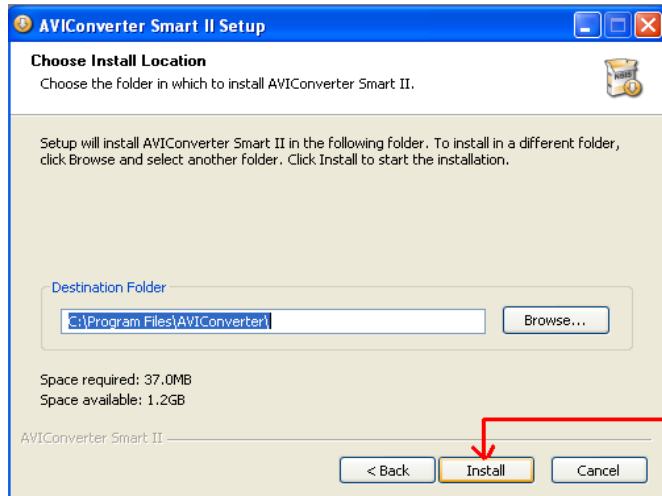 AVIConverter Smart II Setup
Choose Install Location
Choose the folder in which to install AVIConverter Smart II.
NSIS
Setup will install AVIConverter Smart II in the following folder. To install in a different folder,
click Browse and select another folder. Click Install to start the installation.
Destination Folder
C:\Program Files\AVIConverter\
Browse...
Space required: 37.0MB
Space available: 1.2GB
AVIConverter Smart II
< Back Install Cancel